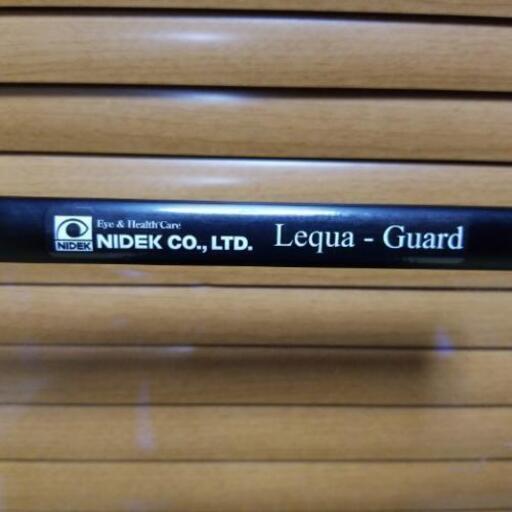 Eye & Health Care
NIDEK NIDEK CO., LTD. Lequa - Guard